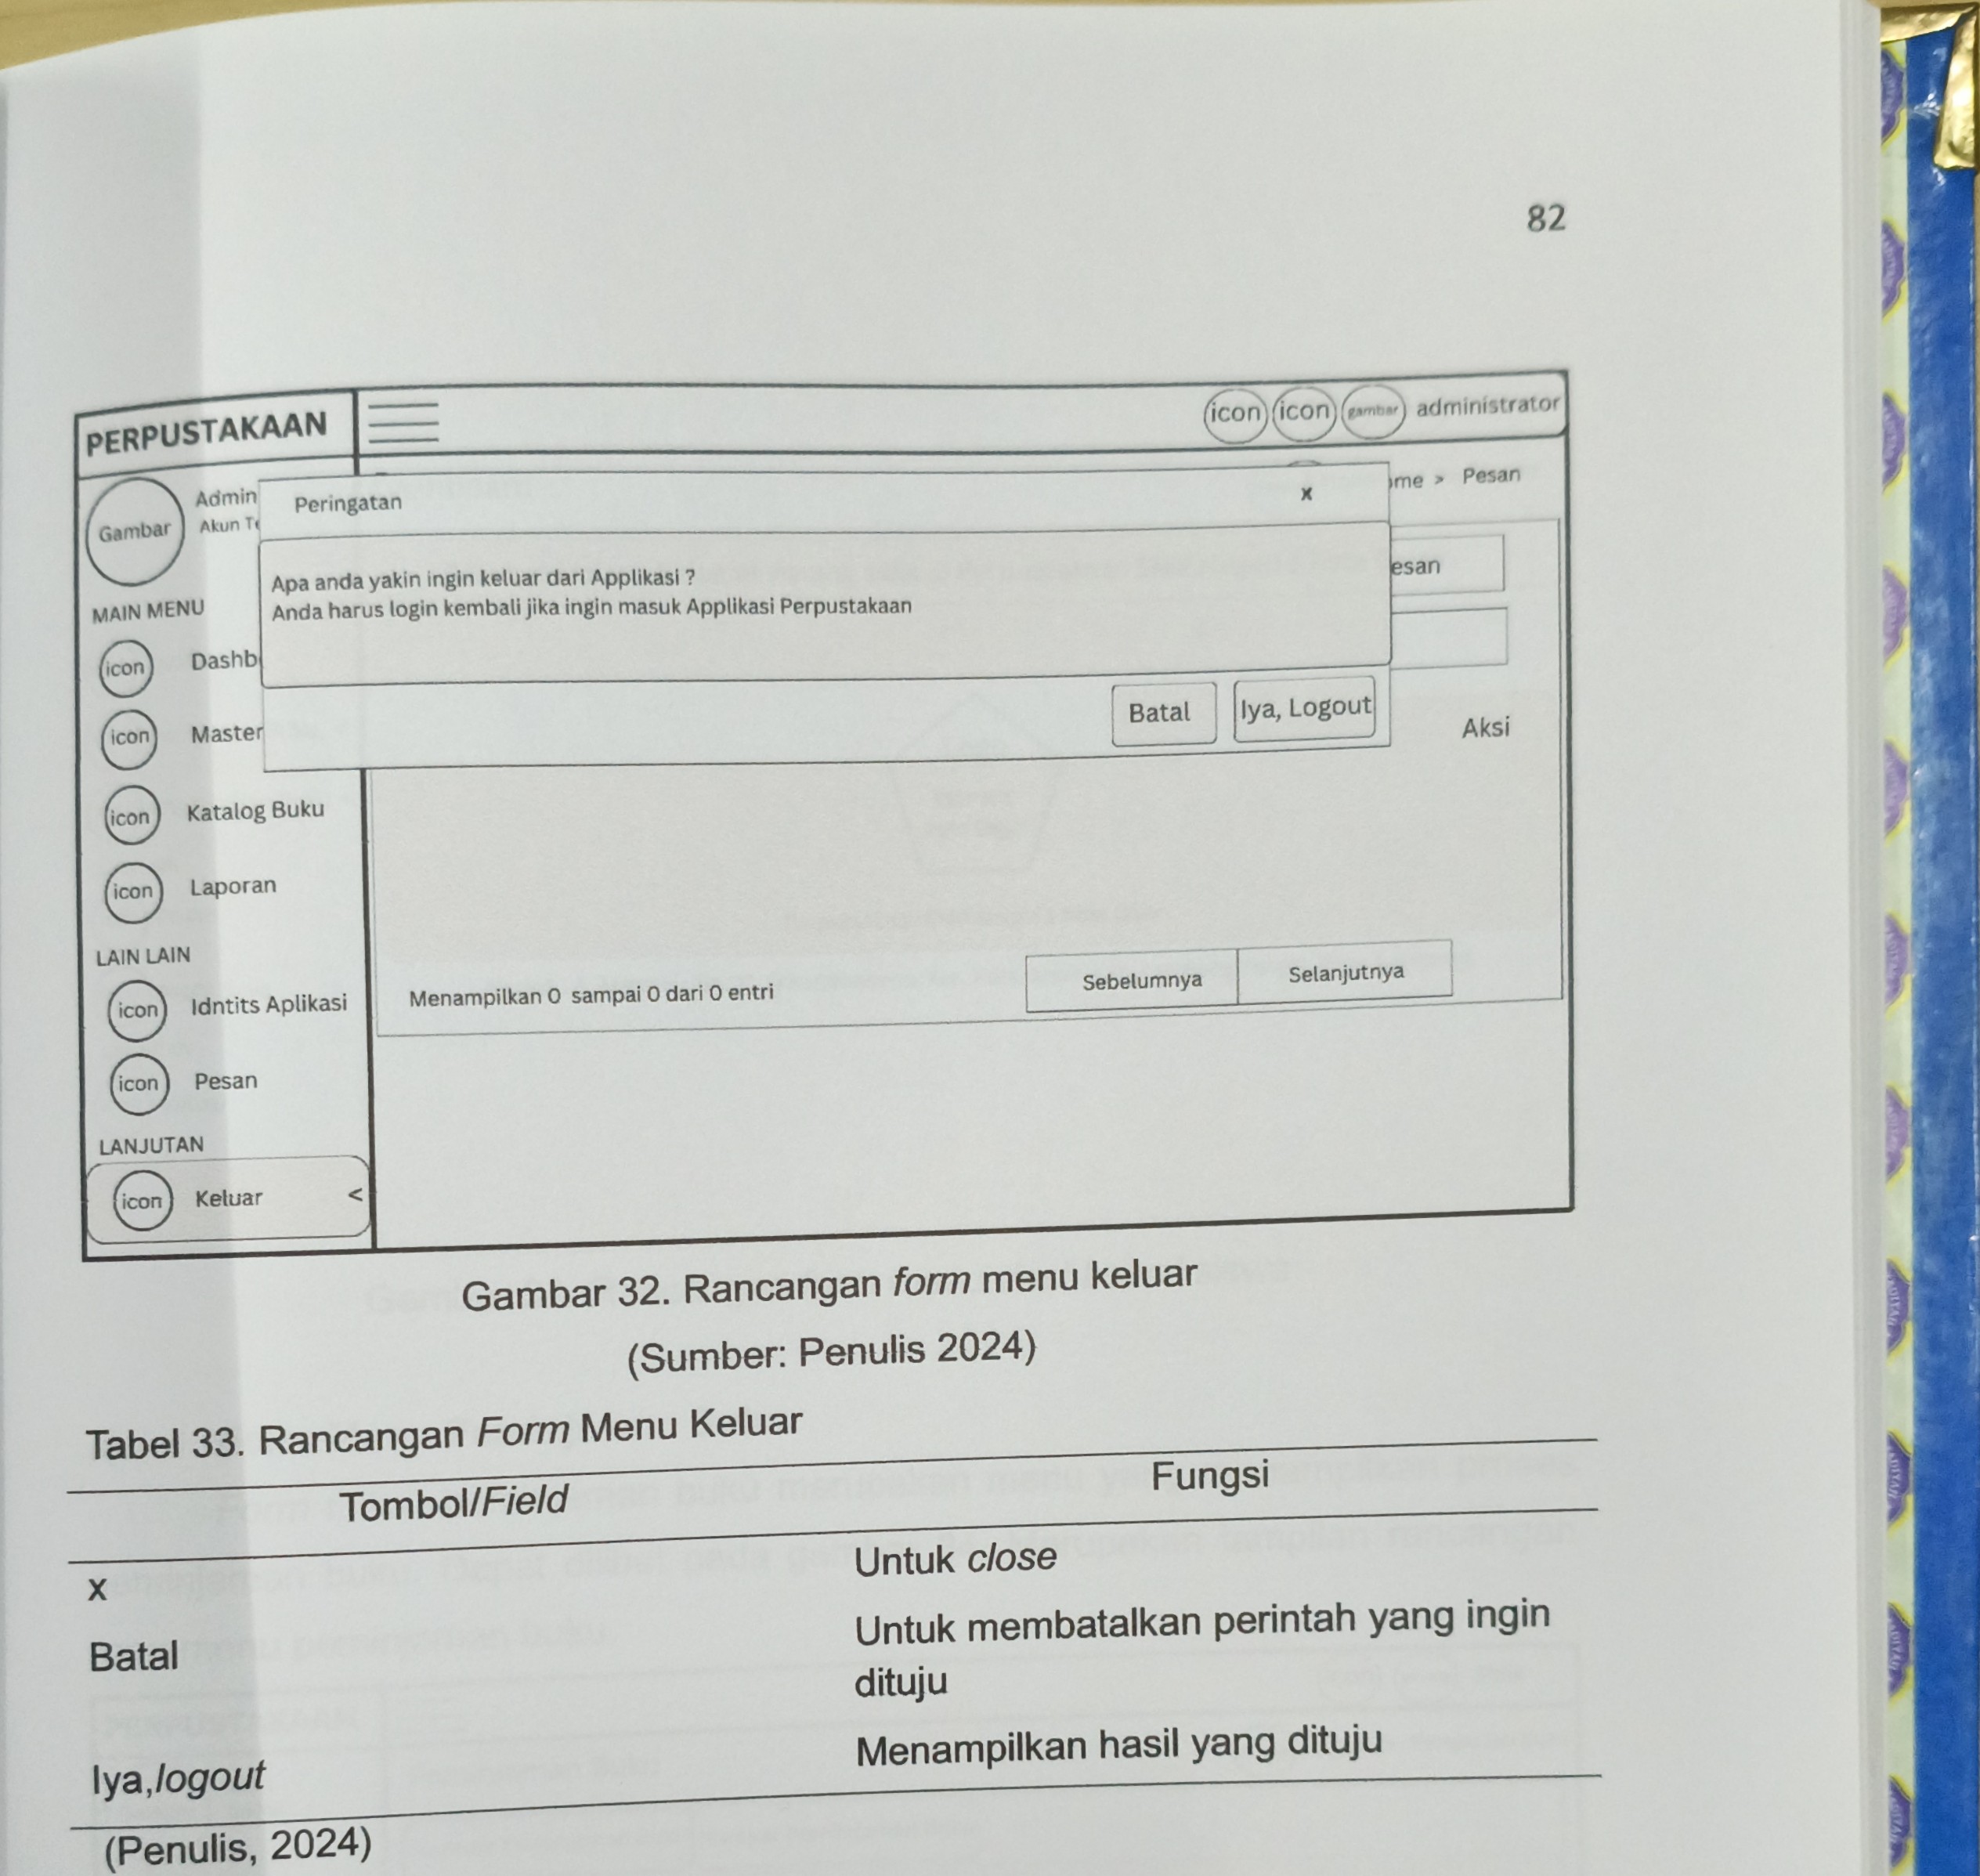 82
PERPUSTAKAAN
icon icon gambar administrator
Gambar
Admin
Akun Te
Peringatan
x
me > Pesan
Apa anda yakin ingin keluar dari Applikasi ?
Anda harus login kembali jika ingin masuk Applikasi Perpustakaan
esan
MAIN MENU
icon Dashb
Batal
Iya, Logout
icon Master
Aksi
icon Katalog Buku
icon Laporan
LAIN LAIN
icon Idntits Aplikasi
Menampilkan 0 sampai 0 dari 0 entri
Sebelumnya
Selanjutnya
icon Pesan
LANJUTAN
icon Keluar <
Gambar 32. Rancangan form menu keluar
(Sumber: Penulis 2024)
Tabel 33. Rancangan Form Menu Keluar
Tombol/Field Fungsi
x Untuk close
Batal Untuk membatalkan perintah yang ingin
dituju
Iya,logout Menampilkan hasil yang dituju
(Penulis, 2024)